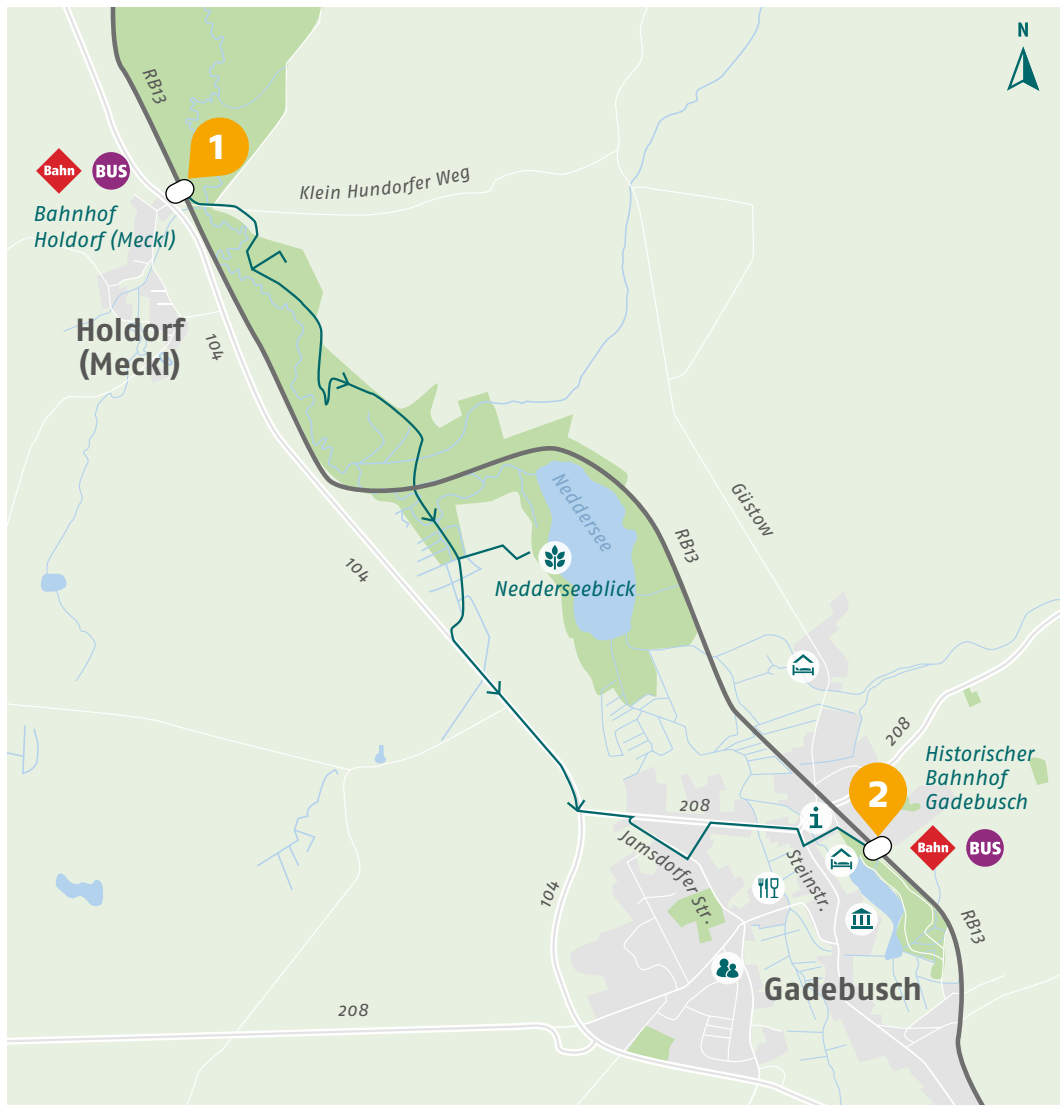 N
RB13
1
Bahn
BUS
Bahnhof
Holdorf (Meckl)
Klein Hundorfer Weg
Holdorf
(Meckl)
104
104
Neddersee
Güstow
RB13
Nedderseeblick
208
Historischer
Bahnhof
Gadebusch
2
Bahn
BUS
208
i
Jamsdorfer Str.
Steinstr.
104
RB13
Gadebusch
208